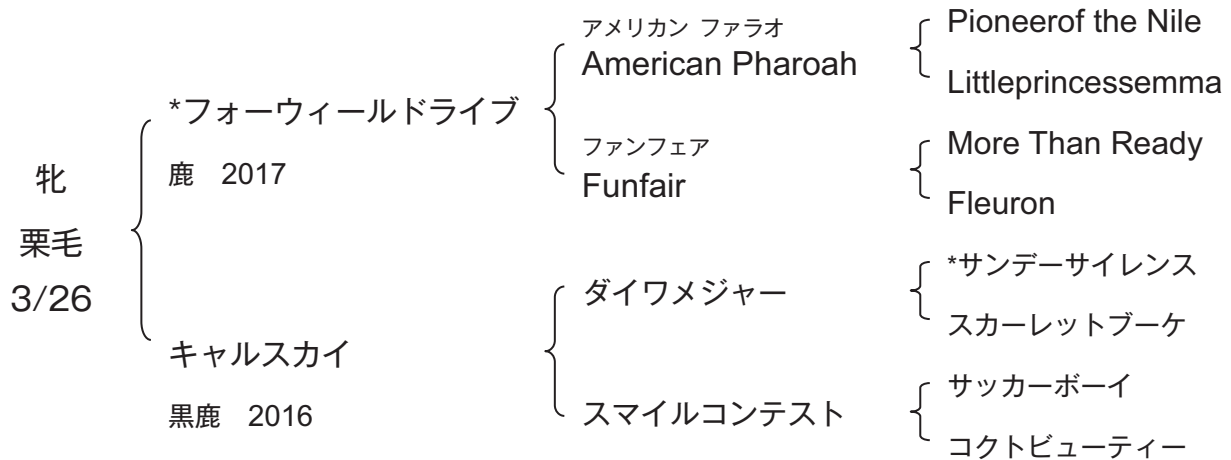 牝
栗毛
3/26
*フォーウィールドライブ
鹿 2017
キャルスカイ
黒鹿 2016
アメリカン ファラオ
American Pharoah
ファンフェア
Funfair
ダイワメジャー
スマイルコンテスト
Pioneerof the Nile
Littleprincessemma
More Than Ready
Fleuron
*サンデーサイレンス
スカーレットブーケ
サッカーボーイ
コクトビューティー